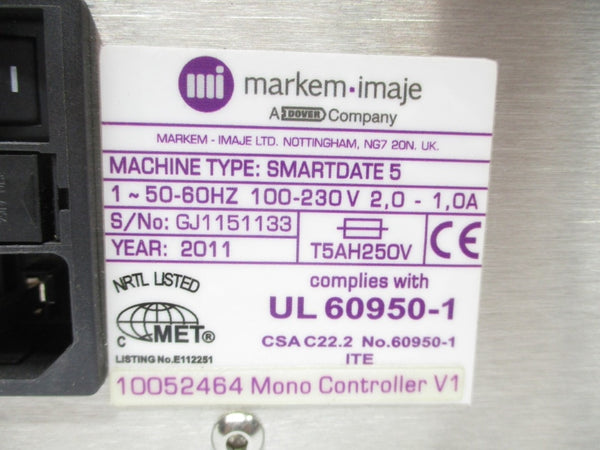 mi markem·imaje
A DOVER Company
MARKEM - IMAJE LTD. NOTTINGHAM, NG7 2QN. UK.
MACHINE TYPE: SMARTDATE 5
1 ~ 50-60HZ 100-230V 2,0 - 1,0A
S/No: GJ1151133
YEAR: 2011
T5AH250V
CE
NRTL LISTED
C MET®
LISTING No.E112251
complies with
UL 60950-1
CSA C22.2 No.60950-1
ITE
10052464 Mono Controller V1